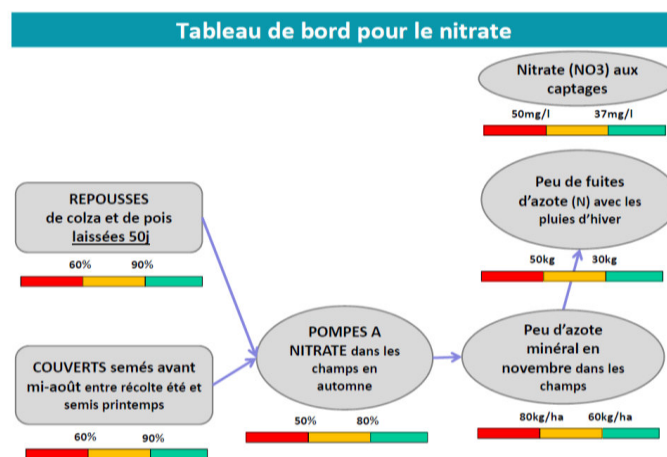 Tableau de bord pour le nitrate
Nitrate (NO3) aux
captages
50mg/l 37mg/l
REPOUSSES
de colza et de pois
laissées 50j
60% 90%
Peu de fuites
d'azote (N) avec les
pluies d'hiver
50kg 30kg
COUVERTS semés avant
mi-août entre récolte été et
semis printemps
60% 90%
POMPES A
NITRATE dans les
champs en
automne
50% 80%
Peu d'azote
minéral en
novembre dans les
champs
80kg/ha 60kg/ha